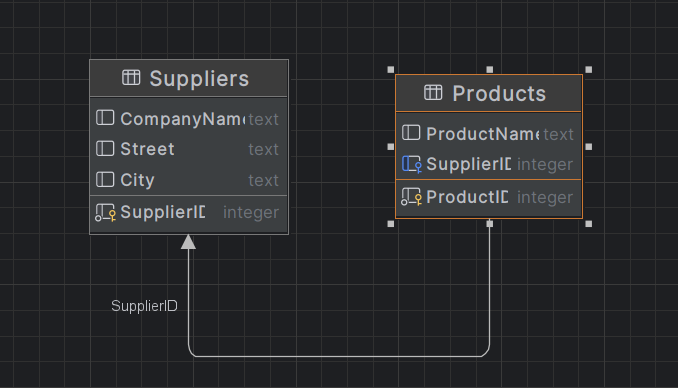 Suppliers
CompanyName text
Street text
City text
SupplierID integer
Products
ProductName text
SupplierID integer
ProductID integer
SupplierID